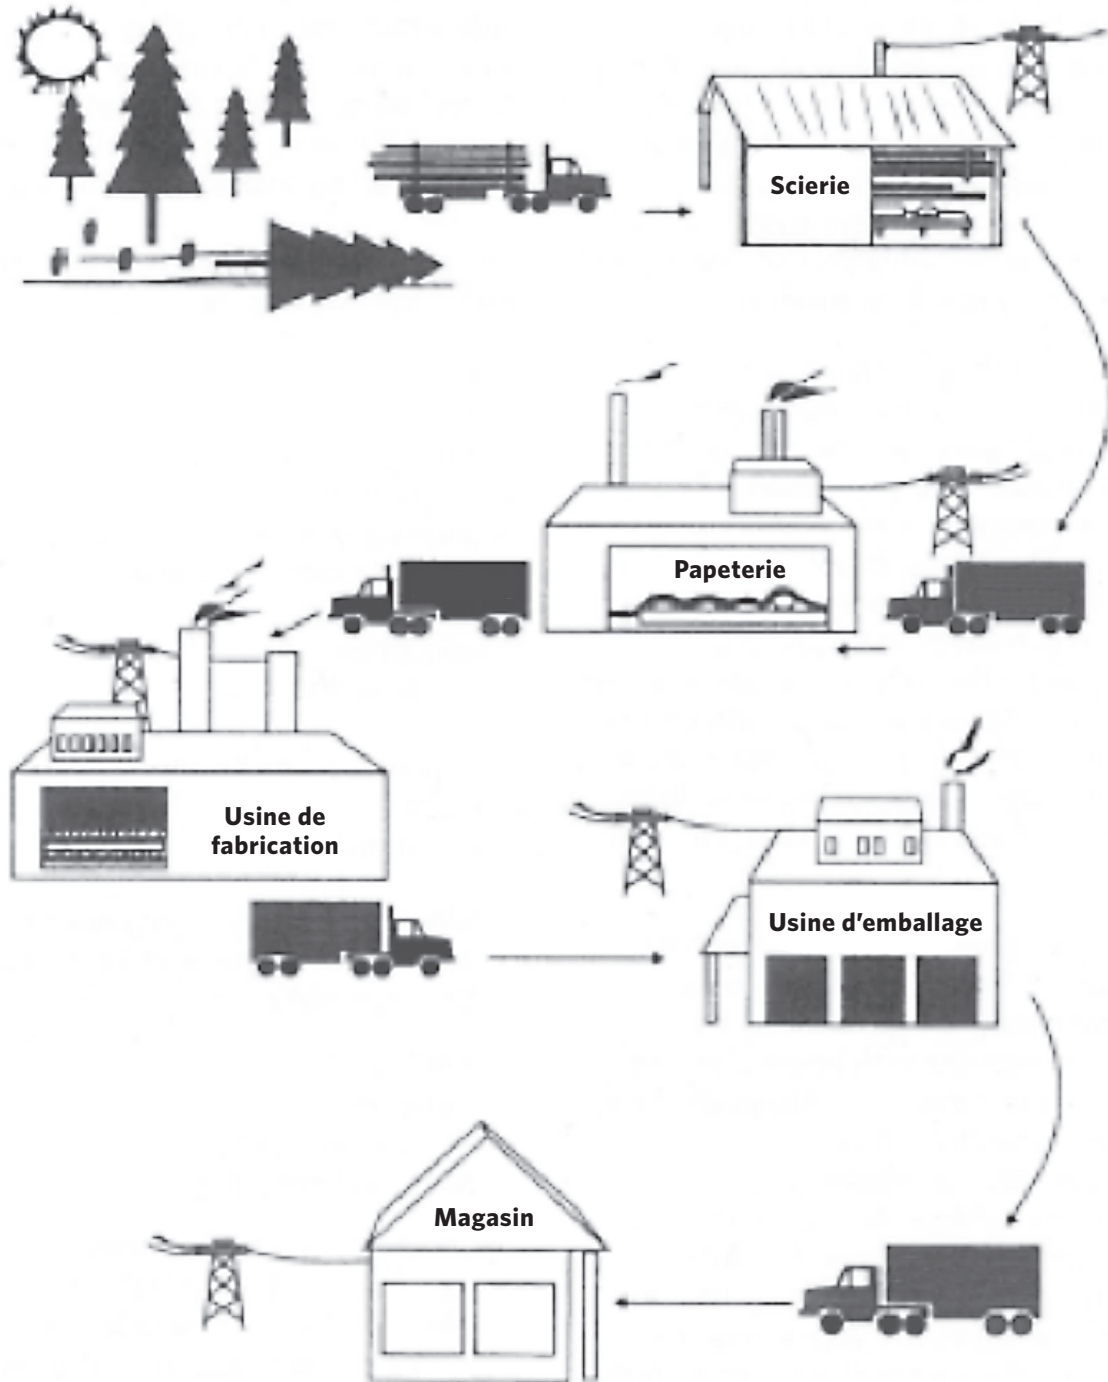 Scierie
Papeterie
Usine de
fabrication
Usine d'emballage
Magasin